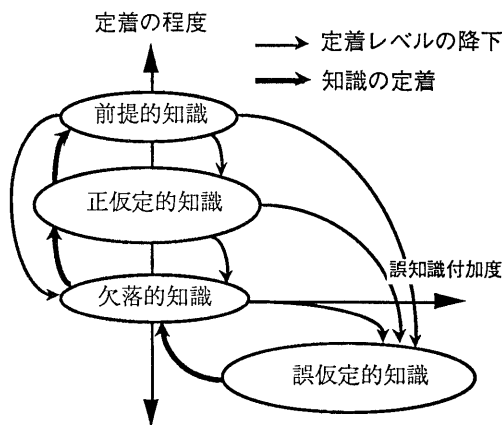 定着の程度
定着レベルの降下
知識の定着
前提的知識
正仮定的知識
誤知識付加度
欠落的知識
誤仮定的知識